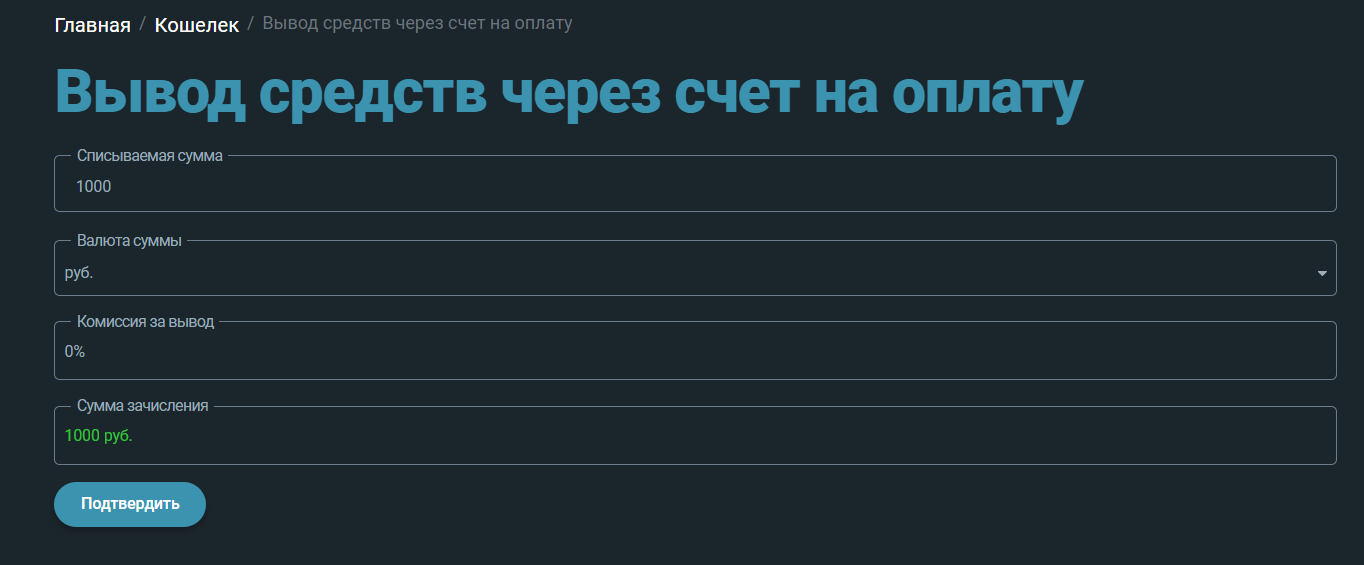 Главная / Кошелек / Вывод средств через счет на оплату
Вывод средств через счет на оплату
Списываемая сумма
1000
Валюта суммы
руб.
Комиссия за вывод
0%
Сумма зачисления
1000 руб.
Подтвердить